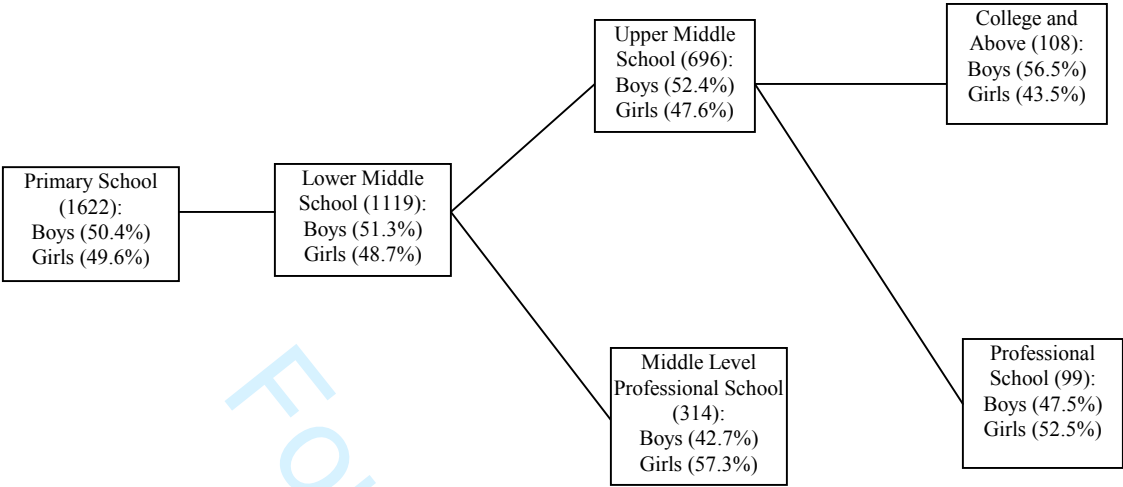 Primary School
(1622):
Boys (50.4%)
Girls (49.6%)
Lower Middle
School (1119):
Boys (51.3%)
Girls (48.7%)
Upper Middle
School (696):
Boys (52.4%)
Girls (47.6%)
Middle Level
Professional School
(314):
Boys (42.7%)
Girls (57.3%)
College and
Above (108):
Boys (56.5%)
Girls (43.5%)
Professional
School (99):
Boys (47.5%)
Girls (52.5%)
For